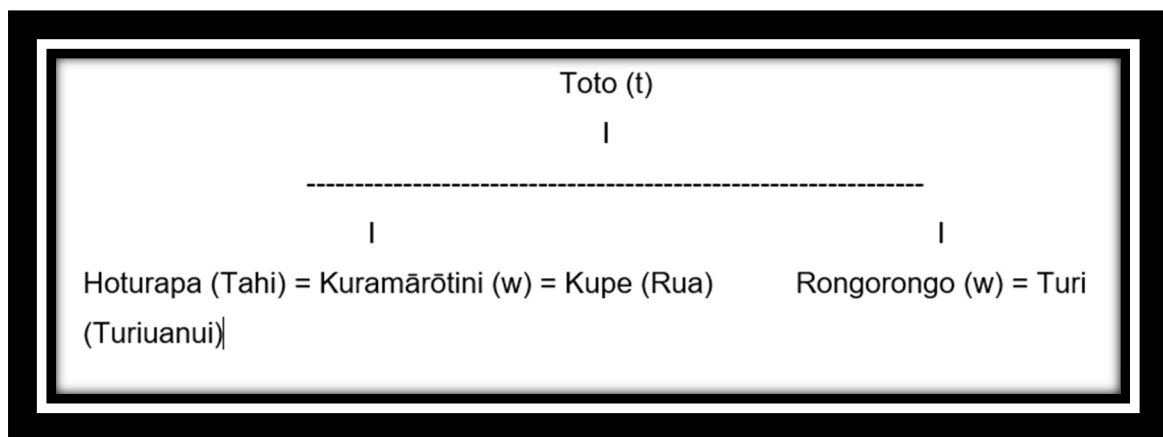 Toto (t)
I
----------------------------------------------------------------
I I
Hoturapa (Tahi) = Kuramārōtini (w) = Kupe (Rua) Rongorongo (w) = Turi
(Turiuanui)